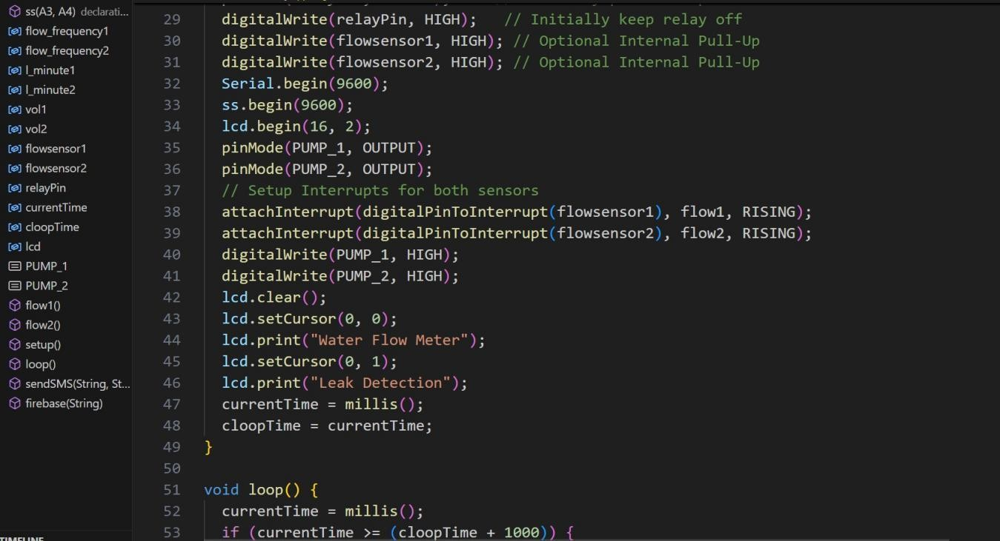 ss(A3, A4) declarati...
flow_frequency1
flow_frequency2
l_minute1
l_minute2
vol1
vol2
flowsensor1
flowsensor2
relayPin
currentTime
cloopTime
lcd
PUMP_1
PUMP_2
flow1()
flow2()
setup()
loop()
sendSMS(String, St...
firebase(String)
TIMELINE
29 digitalWrite(relayPin, HIGH); // Initially keep relay off
30 digitalWrite(flowsensor1, HIGH); // Optional Internal Pull-Up
31 digitalWrite(flowsensor2, HIGH); // Optional Internal Pull-Up
32 Serial.begin(9600);
33 ss.begin(9600);
34 lcd.begin(16, 2);
35 pinMode(PUMP_1, OUTPUT);
36 pinMode(PUMP_2, OUTPUT);
37 // Setup Interrupts for both sensors
38 attachInterrupt(digitalPinToInterrupt(flowsensor1), flow1, RISING);
39 attachInterrupt(digitalPinToInterrupt(flowsensor2), flow2, RISING);
40 digitalWrite(PUMP_1, HIGH);
41 digitalWrite(PUMP_2, HIGH);
42 lcd.clear();
43 lcd.setCursor(0, 0);
44 lcd.print("Water Flow Meter");
45 lcd.setCursor(0, 1);
46 lcd.print("Leak Detection");
47 currentTime = millis();
48 cloopTime = currentTime;
49 }
50
51 void loop() {
52 currentTime = millis();
53 if (currentTime >= (cloopTime + 1000)) {